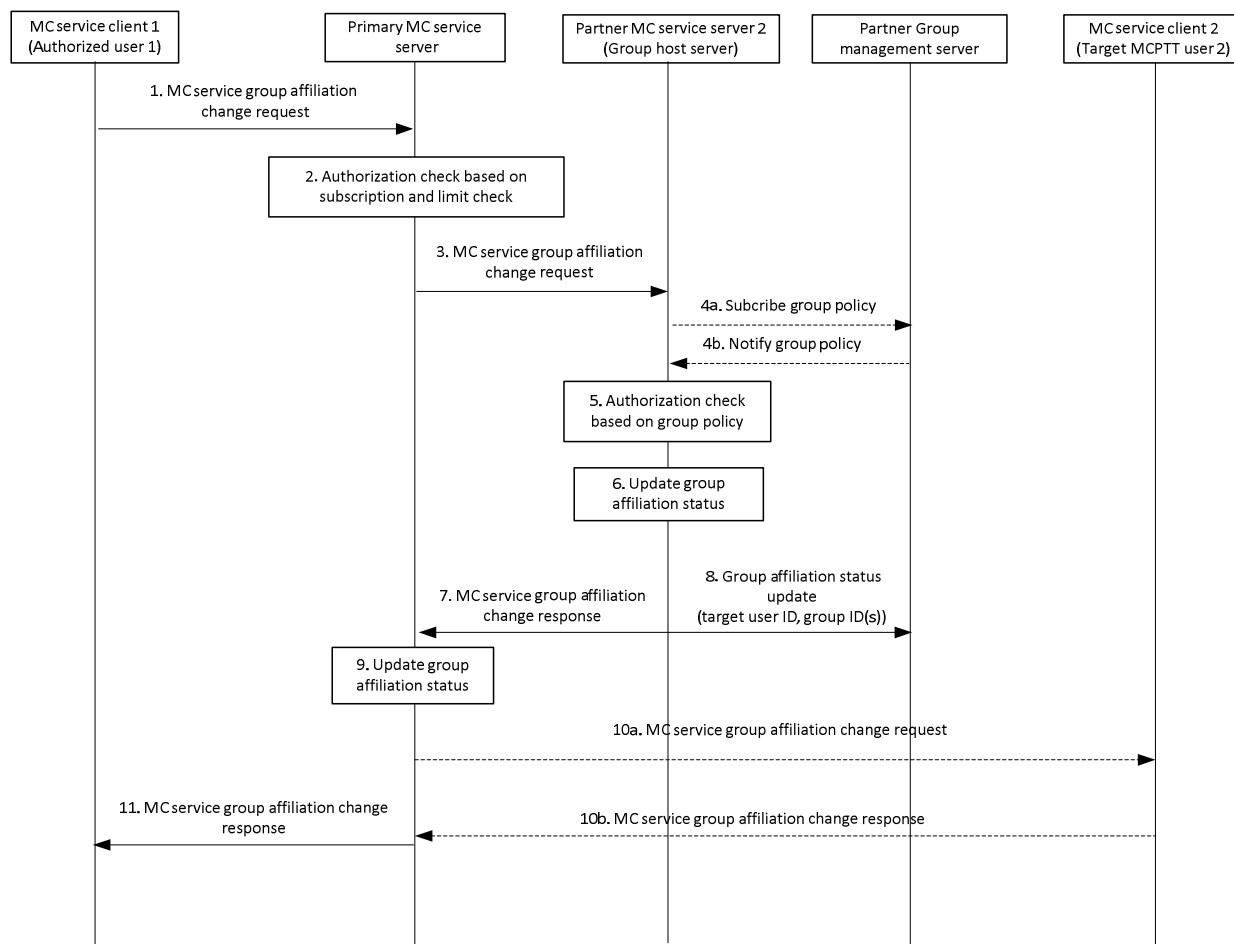 MC service client 1
(Authorized user 1)
Primary MC service
server
Partner MC service server 2
(Group host server)
Partner Group
management server
MC service client 2
(Target MCPTT user 2)
1. MC service group affiliation
change request
2. Authorization check based on
subscription and limit check
3. MC service group affiliation
change request
4a. Subcribe group policy
4b. Notify group policy
5. Authorization check
based on group policy
6. Update group
affiliation status
7. MC service group affiliation
change response
8. Group affiliation status
update
(target user ID, group ID(s))
9. Update group
affiliation status
10a. MC service group affiliation change request
10b. MC service group affiliation change response
11. MC service group affiliation change
response